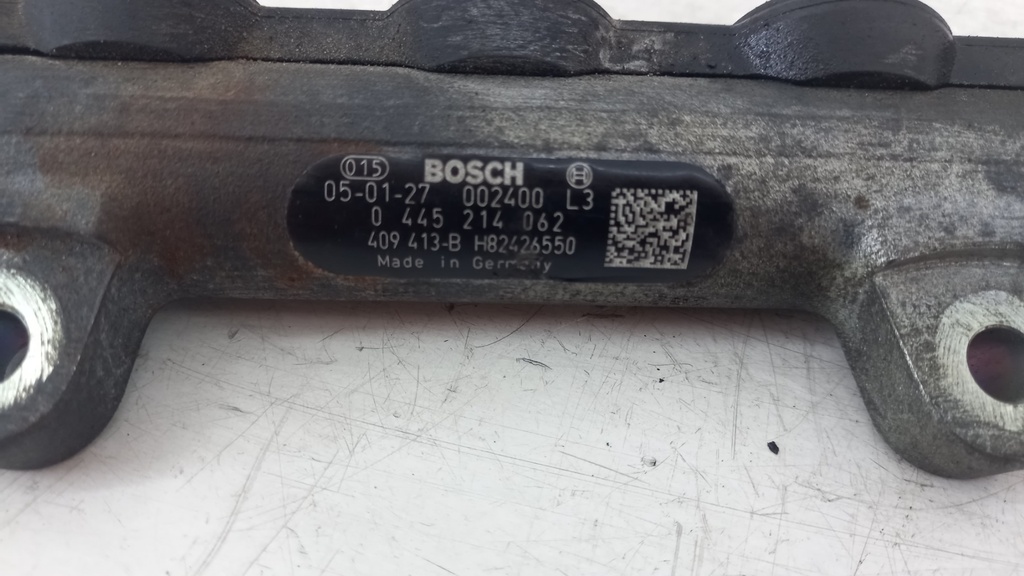 015 BOSCH
05-01-27 002400 L3
0 445 214 062
409 413-B H82426550
Made in Germany